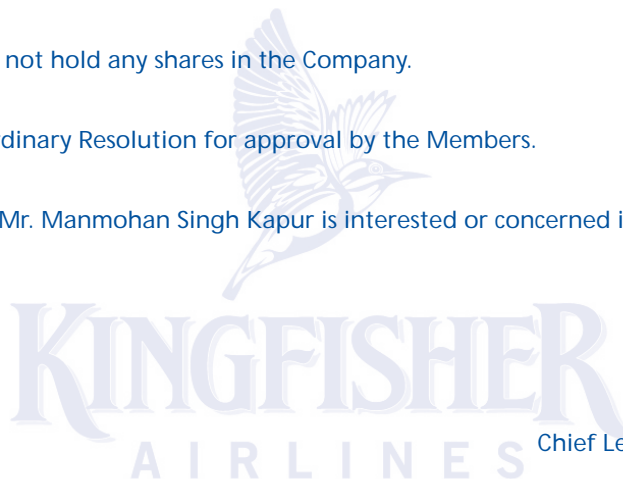 not hold any shares in the Company.
rdinary Resolution for approval by the Members.
Mr. Manmohan Singh Kapur is interested or concerned i
KINGFISHER
Chief Le
AIRLINES